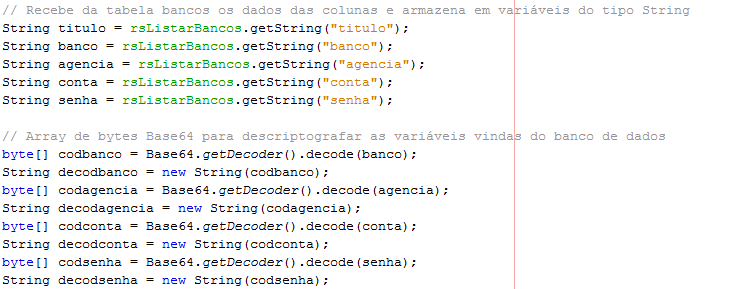 // Recebe da tabela bancos os dados das colunas e armazena em variáveis do tipo String
String titulo = rsListarBancos.getString("titulo");
String banco = rsListarBancos.getString("banco");
String agencia = rsListarBancos.getString("agencia");
String conta = rsListarBancos.getString("conta");
String senha = rsListarBancos.getString("senha");
// Array de bytes Base64 para descriptografar as variáveis vindas do banco de dados
byte[] codbanco = Base64.getDecoder().decode(banco);
String decodbanco = new String(codbanco);
byte[] codagencia = Base64.getDecoder().decode(agencia);
String decodagencia = new String(codagencia);
byte[] codconta = Base64.getDecoder().decode(conta);
String decodconta = new String(codconta);
byte[] codsenha = Base64.getDecoder().decode(senha);
String decodsenha = new String(codsenha);